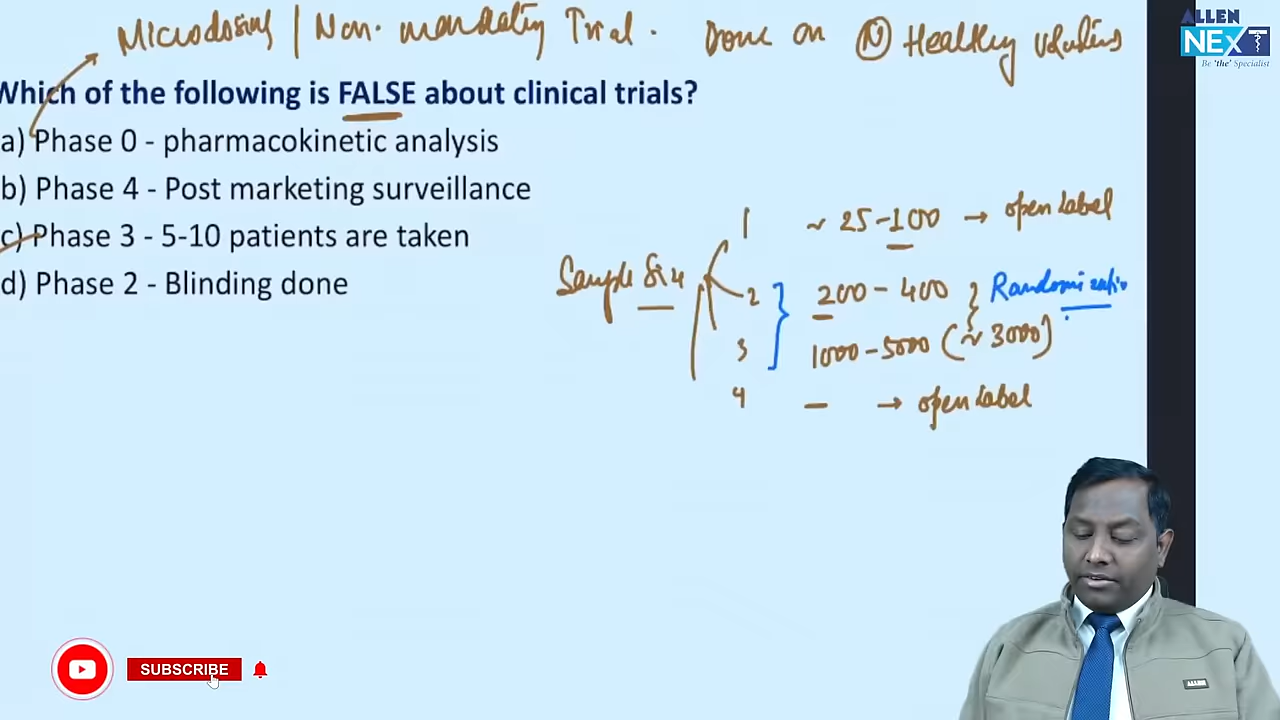 Microdosing / Non. mandatory Trial. Done on (N) Healthy
ALLEN
NEXT
Be 'the' Specialist
Which of the following is FALSE about clinical trials?
a) Phase 0 - pharmacokinetic analysis
b) Phase 4 - Post marketing surveillance
c) Phase 3 - 5-10 patients are taken
d) Phase 2 - Blinding done
Sample Size
1 ~ 25-100 → open label
2 200 - 400 Randomization
3 1000 - 5000 (~ 3000)
4 — → open label
SUBSCRIBE
ALLEN